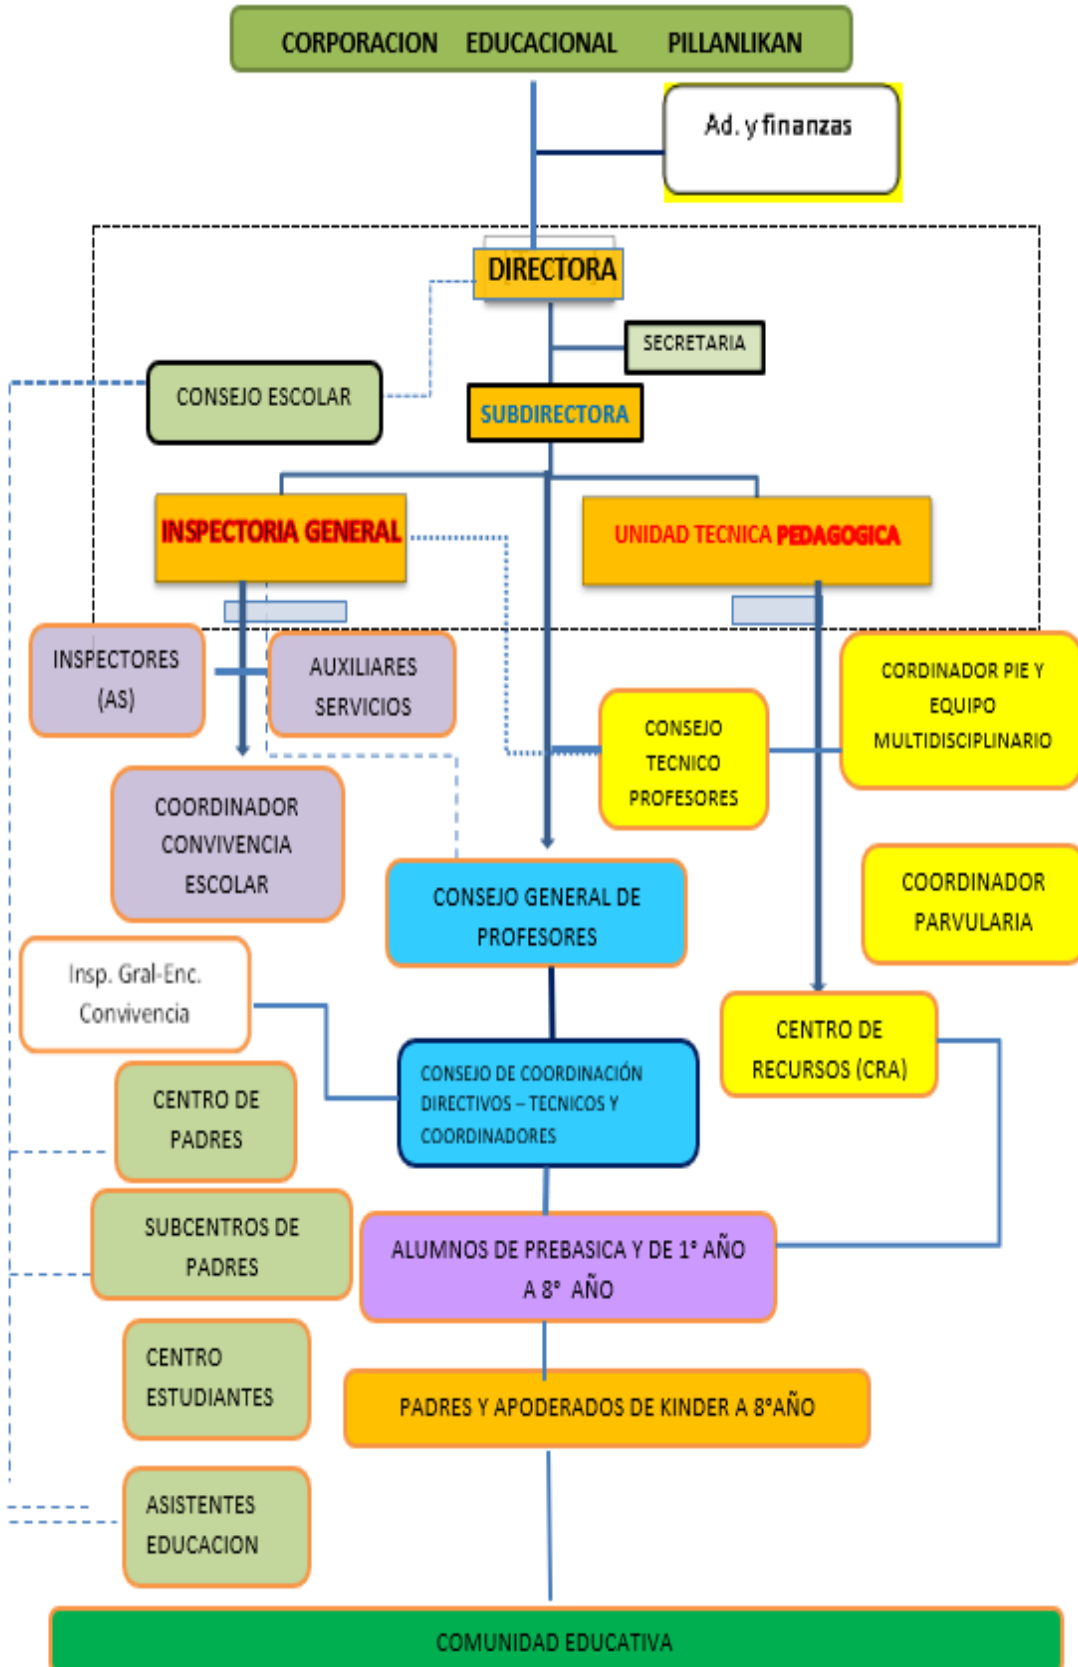 CORPORACION EDUCACIONAL PILLANLIKAN
Ad. y finanzas
DIRECTORA
SECRETARIA
CONSEJO ESCOLAR
SUBDIRECTORA
INSPECTORIA GENERAL
UNIDAD TECNICA PEDAGOGICA
INSPECTORES
(AS)
AUXILIARES
SERVICIOS
CORDINADOR PIE Y
EQUIPO
MULTIDISCIPLINARIO
CONSEJO
TECNICO
PROFESORES
COORDINADOR
CONVIVENCIA
ESCOLAR
COORDINADOR
PARVULARIA
CONSEJO GENERAL DE
PROFESORES
Insp. Gral-Enc.
Convivencia
CENTRO DE
RECURSOS (CRA)
CONSEJO DE COORDINACIÓN
DIRECTIVOS – TECNICOS Y
COORDINADORES
CENTRO DE
PADRES
SUBCENTROS DE
PADRES
ALUMNOS DE PREBASICA Y DE 1° AÑO
A 8° AÑO
CENTRO
ESTUDIANTES
PADRES Y APODERADOS DE KINDER A 8°AÑO
ASISTENTES
EDUCACION
COMUNIDAD EDUCATIVA